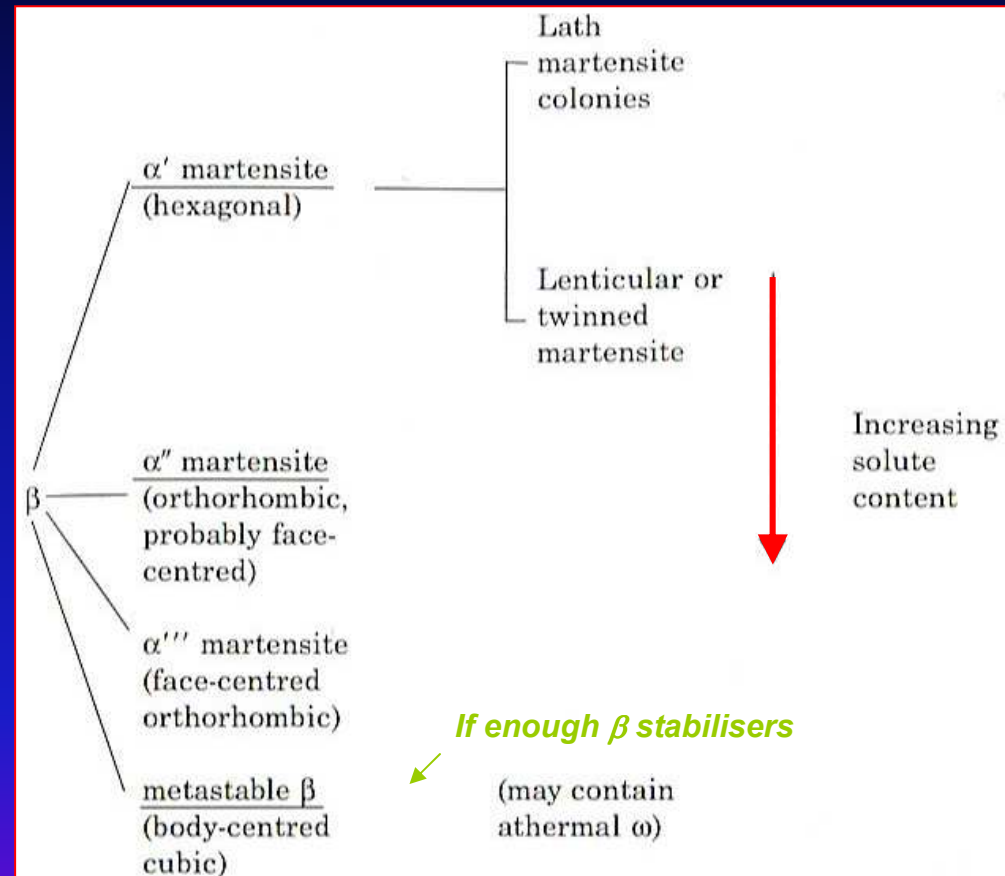 Lath
martensite
colonies
α′ martensite
(hexagonal)
Lenticular or
twinned
martensite
Increasing
solute
content
β
α″ martensite
(orthorhombic,
probably face-
centred)
α‴ martensite
(face-centred
orthorhombic)
If enough β stabilisers
metastable β
(body-centred
cubic)
(may contain
athermal ω)